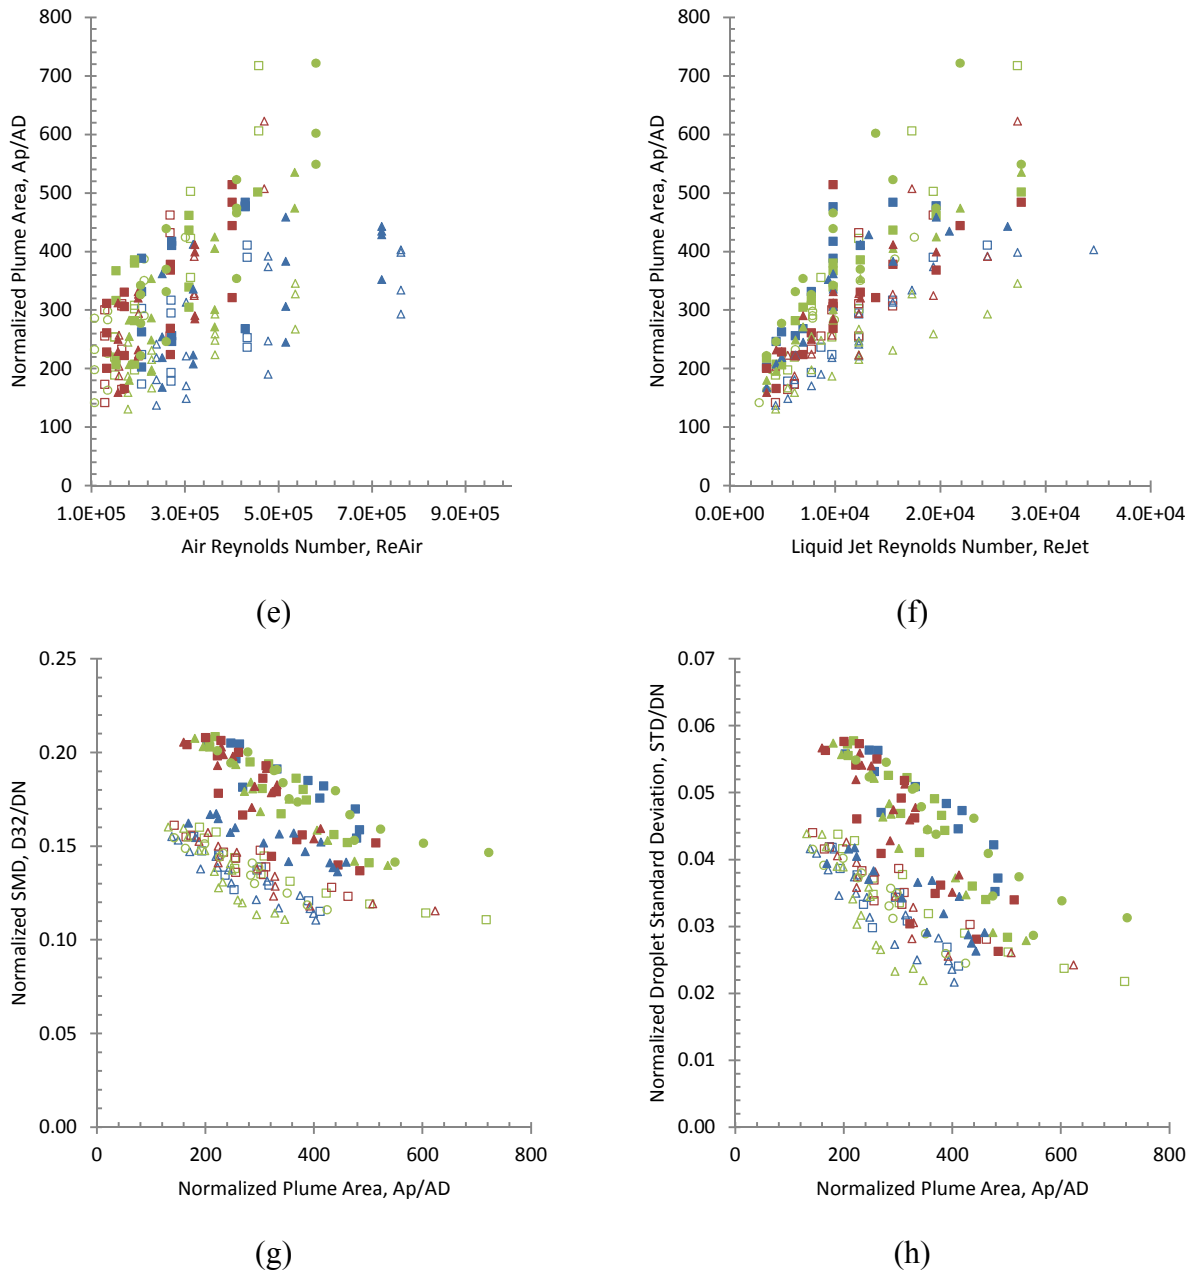 800
700
600
500
400
300
200
100
0
Normalized Plume Area, Ap/AD
1.0E+05 3.0E+05 5.0E+05 7.0E+05 9.0E+05
Air Reynolds Number, ReAir
(e)
800
700
600
500
400
300
200
100
0
Normalized Plume Area, Ap/AD
0.0E+00 1.0E+04 2.0E+04 3.0E+04 4.0E+04
Liquid Jet Reynolds Number, ReJet
(f)
0.25
0.20
0.15
0.10
0.05
0.00
Normalized SMD, D32/DN
0 200 400 600 800
Normalized Plume Area, Ap/AD
(g)
0.07
0.06
0.05
0.04
0.03
0.02
0.01
0.00
Normalized Droplet Standard Deviation, STD/DN
0 200 400 600 800
Normalized Plume Area, Ap/AD
(h)